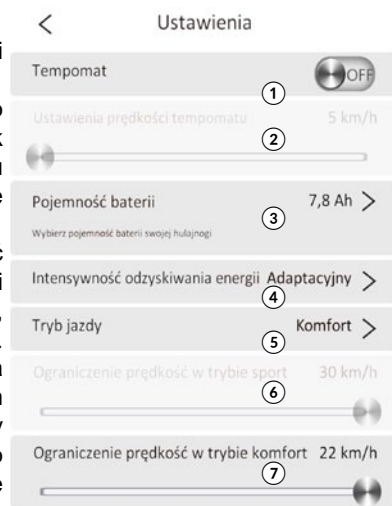 Ustawienia
Tempomat OFF
1
Ustawienia prędkości tempomatu 5 km/h
2
Pojemność baterii 7,8 Ah
3
Wybierz pojemność baterii swojej hulajnogi
Intensywność odzyskiwania energii Adaptacyjny
4
Tryb jazdy Komfort
5
Ograniczenie prędkość w trybie sport 30 km/h
6
Ograniczenie prędkość w trybie komfort 22 km/h
7